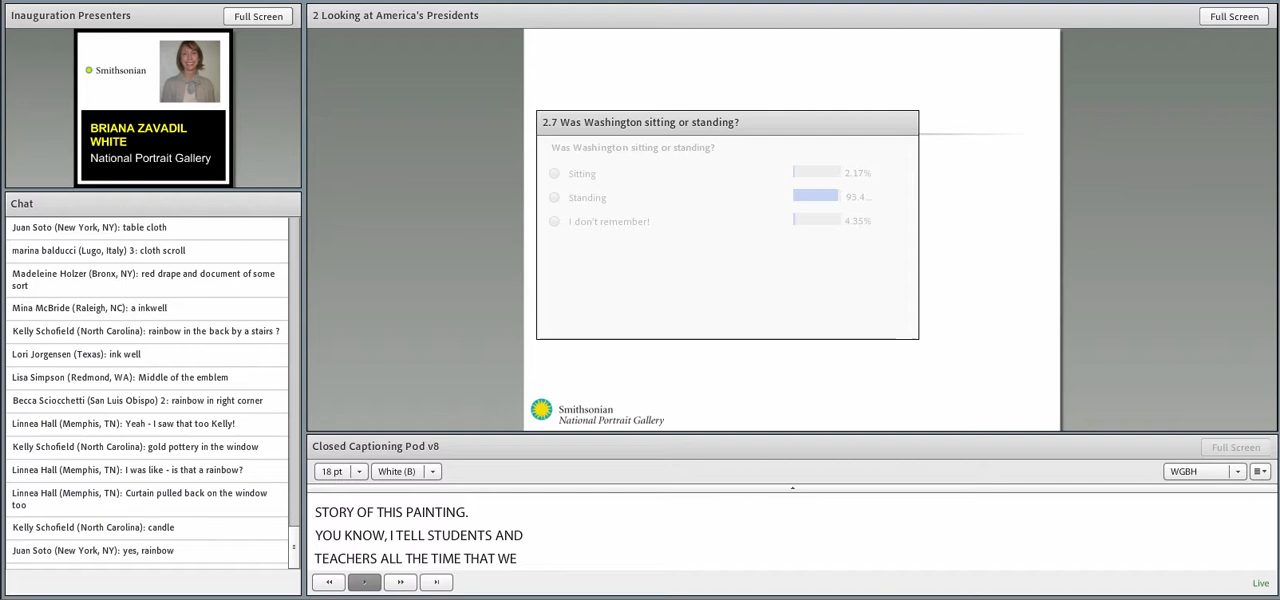 Inauguration Presenters
Full Screen
Smithsonian
BRIANA ZAVADIL
WHITE
National Portrait Gallery
Chat
Juan Soto (New York, NY): table cloth
marina balducci (Lugo, Italy) 3: cloth scroll
Madeleine Holzer (Bronx, NY): red drape and document of some
sort
Mina McBride (Raleigh, NC): a inkwell
Kelly Schofield (North Carolina): rainbow in the back by a stairs ?
Lori Jorgensen (Texas): ink well
Lisa Simpson (Redmond, WA): Middle of the emblem
Becca Sciocchetti (San Luis Obispo) 2: rainbow in right corner
Linnea Hall (Memphis, TN): Yeah - I saw that too Kelly!
Kelly Schofield (North Carolina): gold pottery in the window
Linnea Hall (Memphis, TN): I was like - is that a rainbow?
Linnea Hall (Memphis, TN): Curtain pulled back on the window
too
Kelly Schofield (North Carolina): candle
Juan Soto (New York, NY): yes, rainbow
2 Looking at America's Presidents
Full Screen
2.7 Was Washington sitting or standing?
Was Washington sitting or standing?
Sitting 2.17%
Standing 93.4...
I don't remember! 4.35%
Smithsonian
National Portrait Gallery
Closed Captioning Pod v8
Full Screen
18 pt White (B) WGBH
STORY OF THIS PAINTING.
YOU KNOW, I TELL STUDENTS AND
TEACHERS ALL THE TIME THAT WE
Live